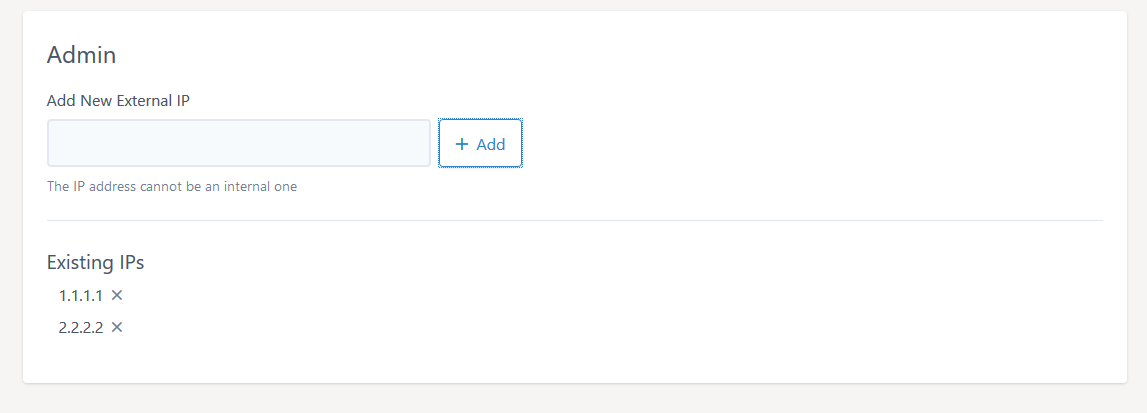 Admin
Add New External IP
+ Add
The IP address cannot be an internal one
Existing IPs
1.1.1.1 ×
2.2.2.2 ×